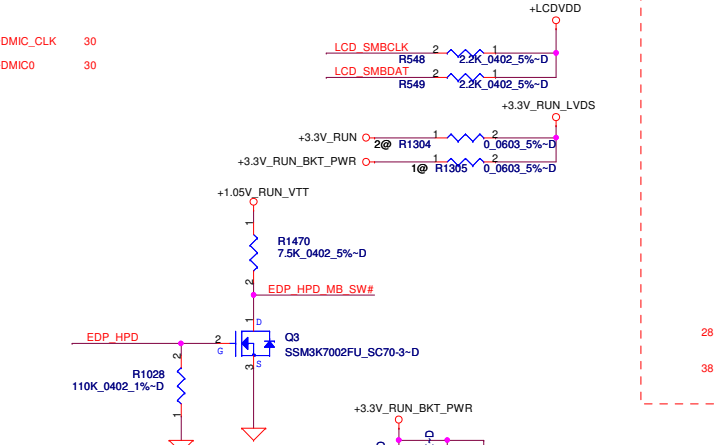 +LCDVDD
DMIC_CLK 30
LCD_SMBCLK 2 1
R548 2.2K_0402_5%~D
DMIC0 30
LCD_SMBDAT 2 1
R549 2.2K_0402_5%~D
+3.3V_RUN_LVDS
+3.3V_RUN 1 2
2@ R1304 0_0603_5%~D
+3.3V_RUN_BKT_PWR 1 2
1@ R1305 0_0603_5%~D
+1.05V_RUN_VTT
1
R1470
7.5K_0402_5%~D
2
EDP_HPD_MB_SW#
1 D
EDP_HPD 2 Q3
G SSM3K7002FU_SC70-3~D
28
2
3 S
R1028
38
110K_0402_1%~D
1
+3.3V_RUN_BKT_PWR